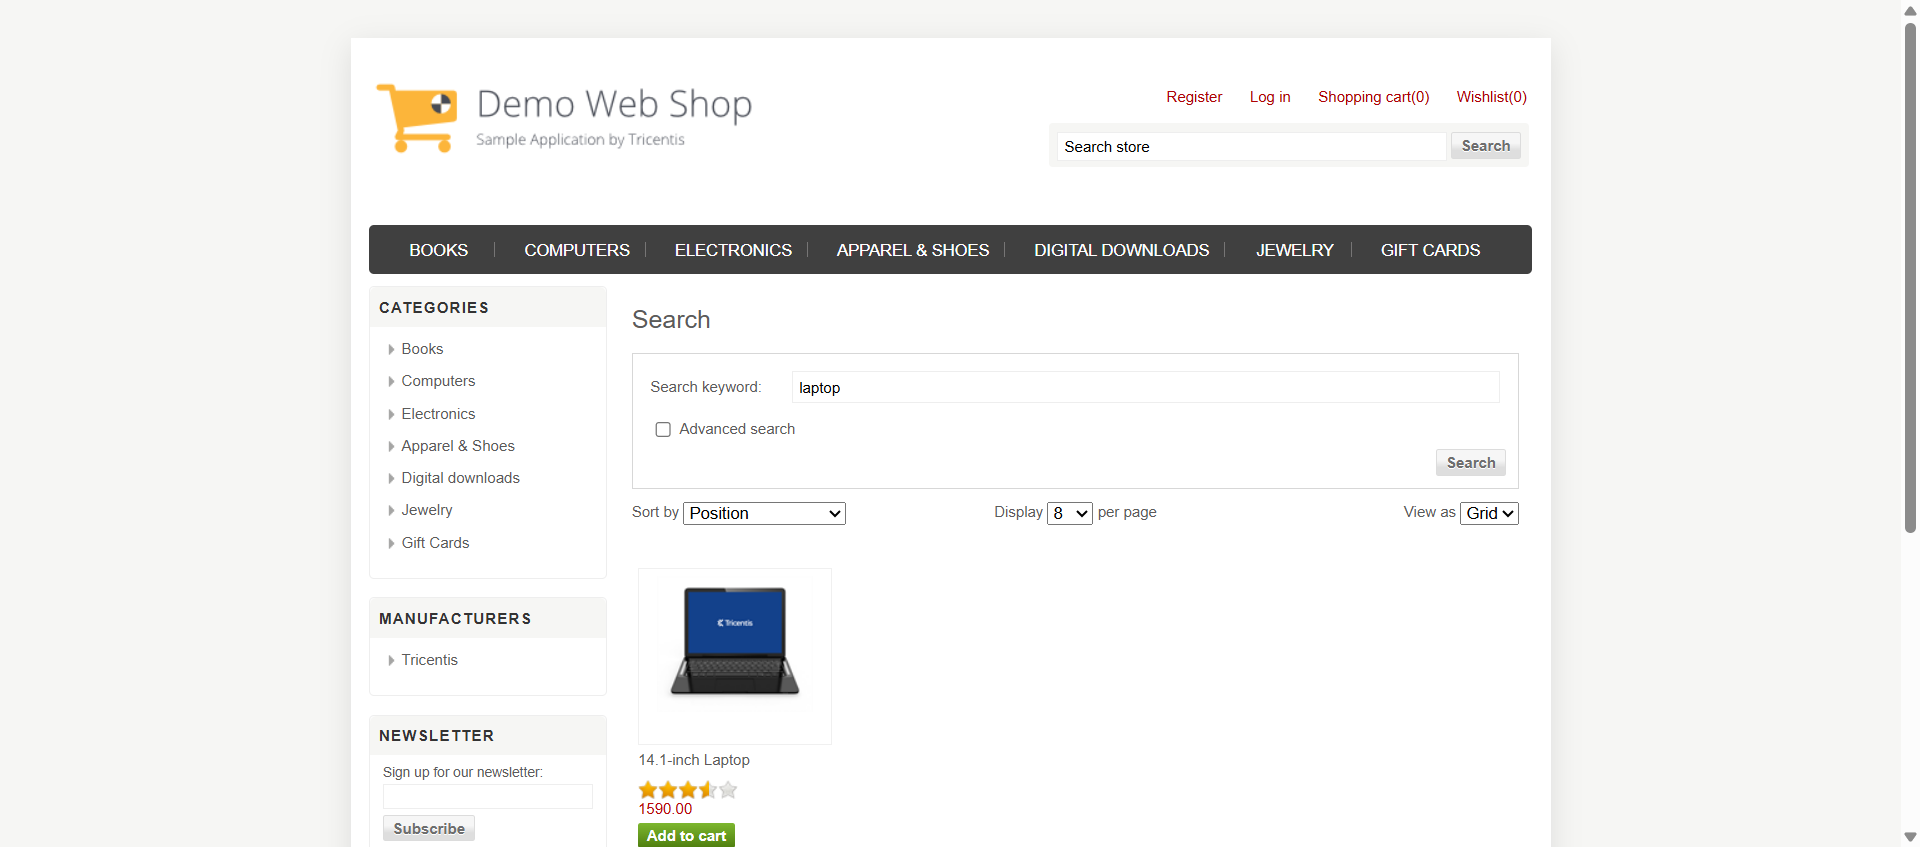 Demo Web Shop
Sample Application by Tricentis
Register Log in Shopping cart(0) Wishlist(0)
Search store Search
BOOKS COMPUTERS ELECTRONICS APPAREL & SHOES DIGITAL DOWNLOADS JEWELRY GIFT CARDS
CATEGORIES
Books
Computers
Electronics
Apparel & Shoes
Digital downloads
Jewelry
Gift Cards
MANUFACTURERS
Tricentis
NEWSLETTER
Sign up for our newsletter:
Subscribe
Search
Search keyword: laptop
Advanced search
Search
Sort by Position Display 8 per page View as Grid
Tricentis
14.1-inch Laptop
1590.00
Add to cart